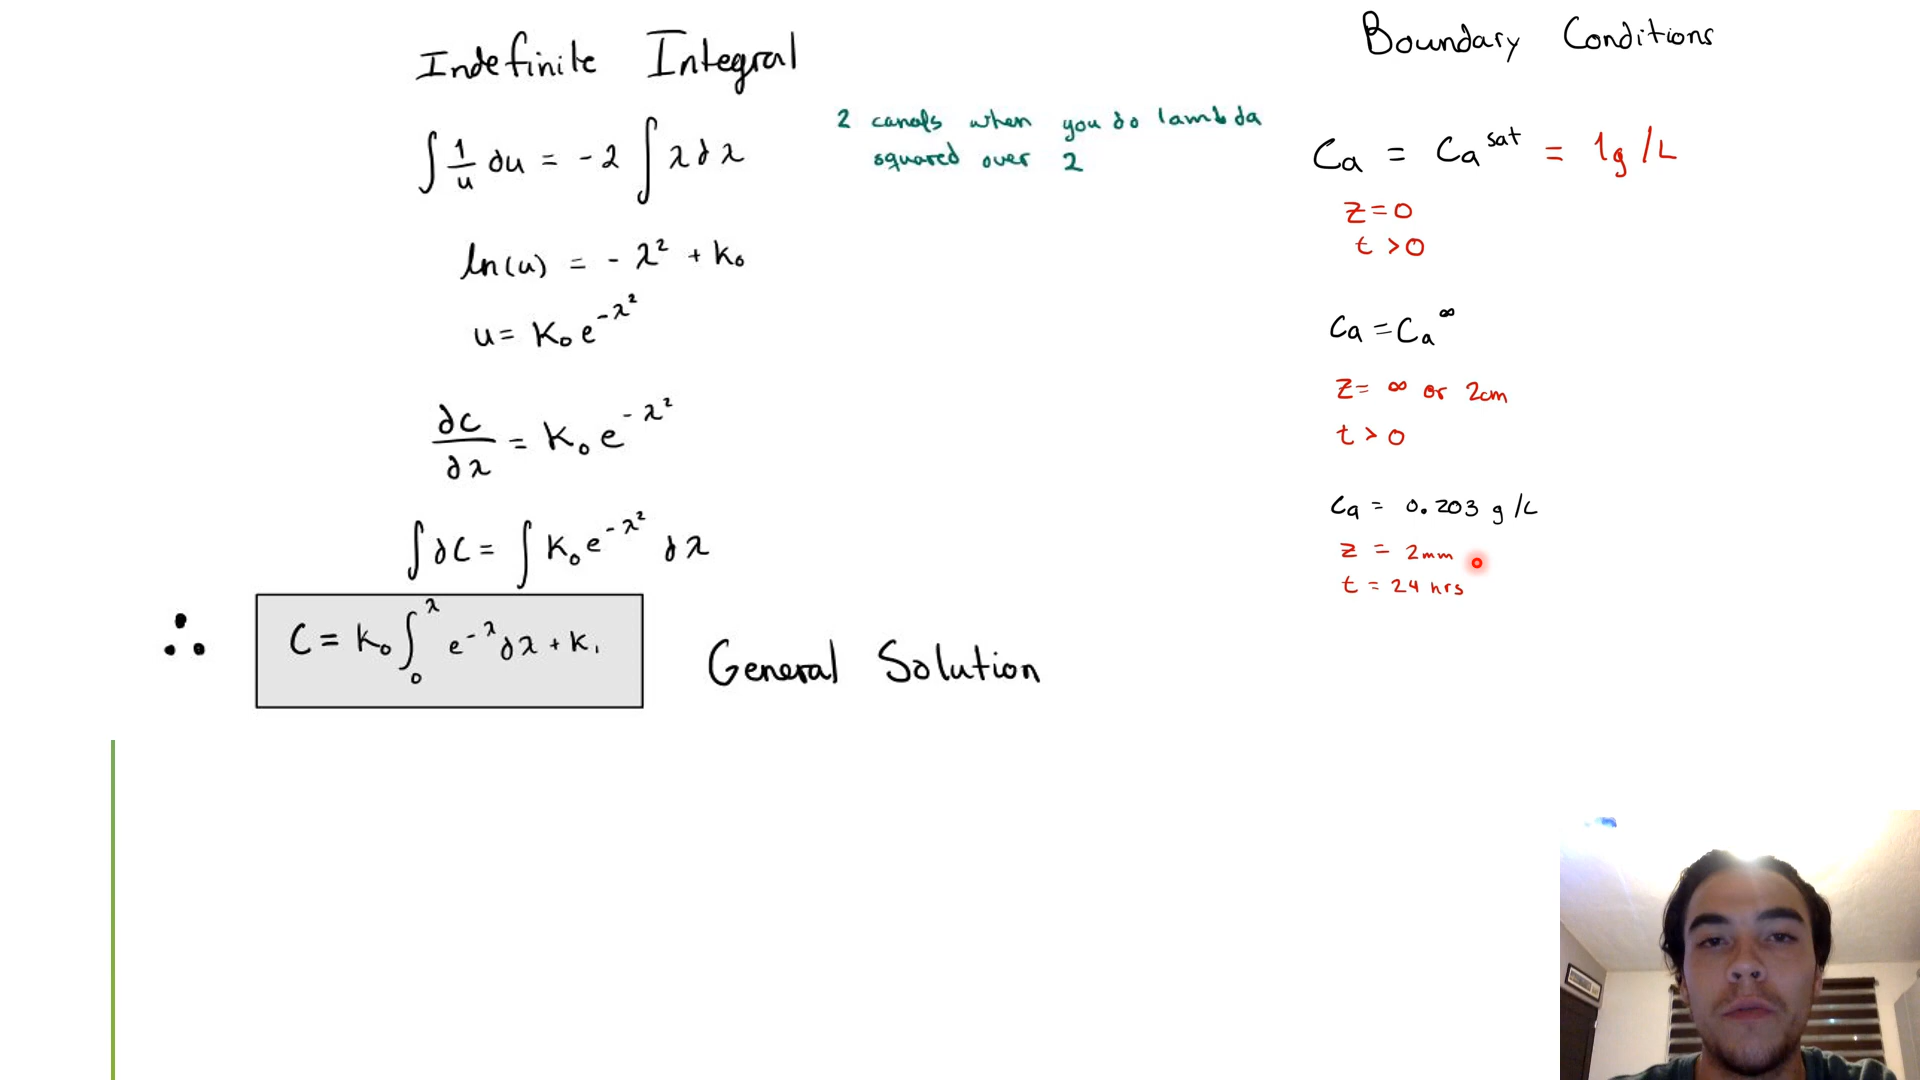 Indefinite Integral
∫ 1/u ∂u = -2 ∫ λ∂λ
2 cancels when you do lambda
squared over 2
ln(u) = - λ² + k₀
u = K₀ e^-λ²
∂C/∂λ = K₀ e^-λ²
∫∂C = ∫ K₀ e^-λ² ∂λ
∴ C = K₀ ∫₀^λ e^-λ ∂λ + K₁
General Solution
Boundary Conditions
Ca = Ca^sat = 1g/L
z=0
t >0
Ca = Ca^∞
z= ∞ or 2cm
t > 0
Ca = 0.203 g/L
z = 2mm
t = 24 hrs